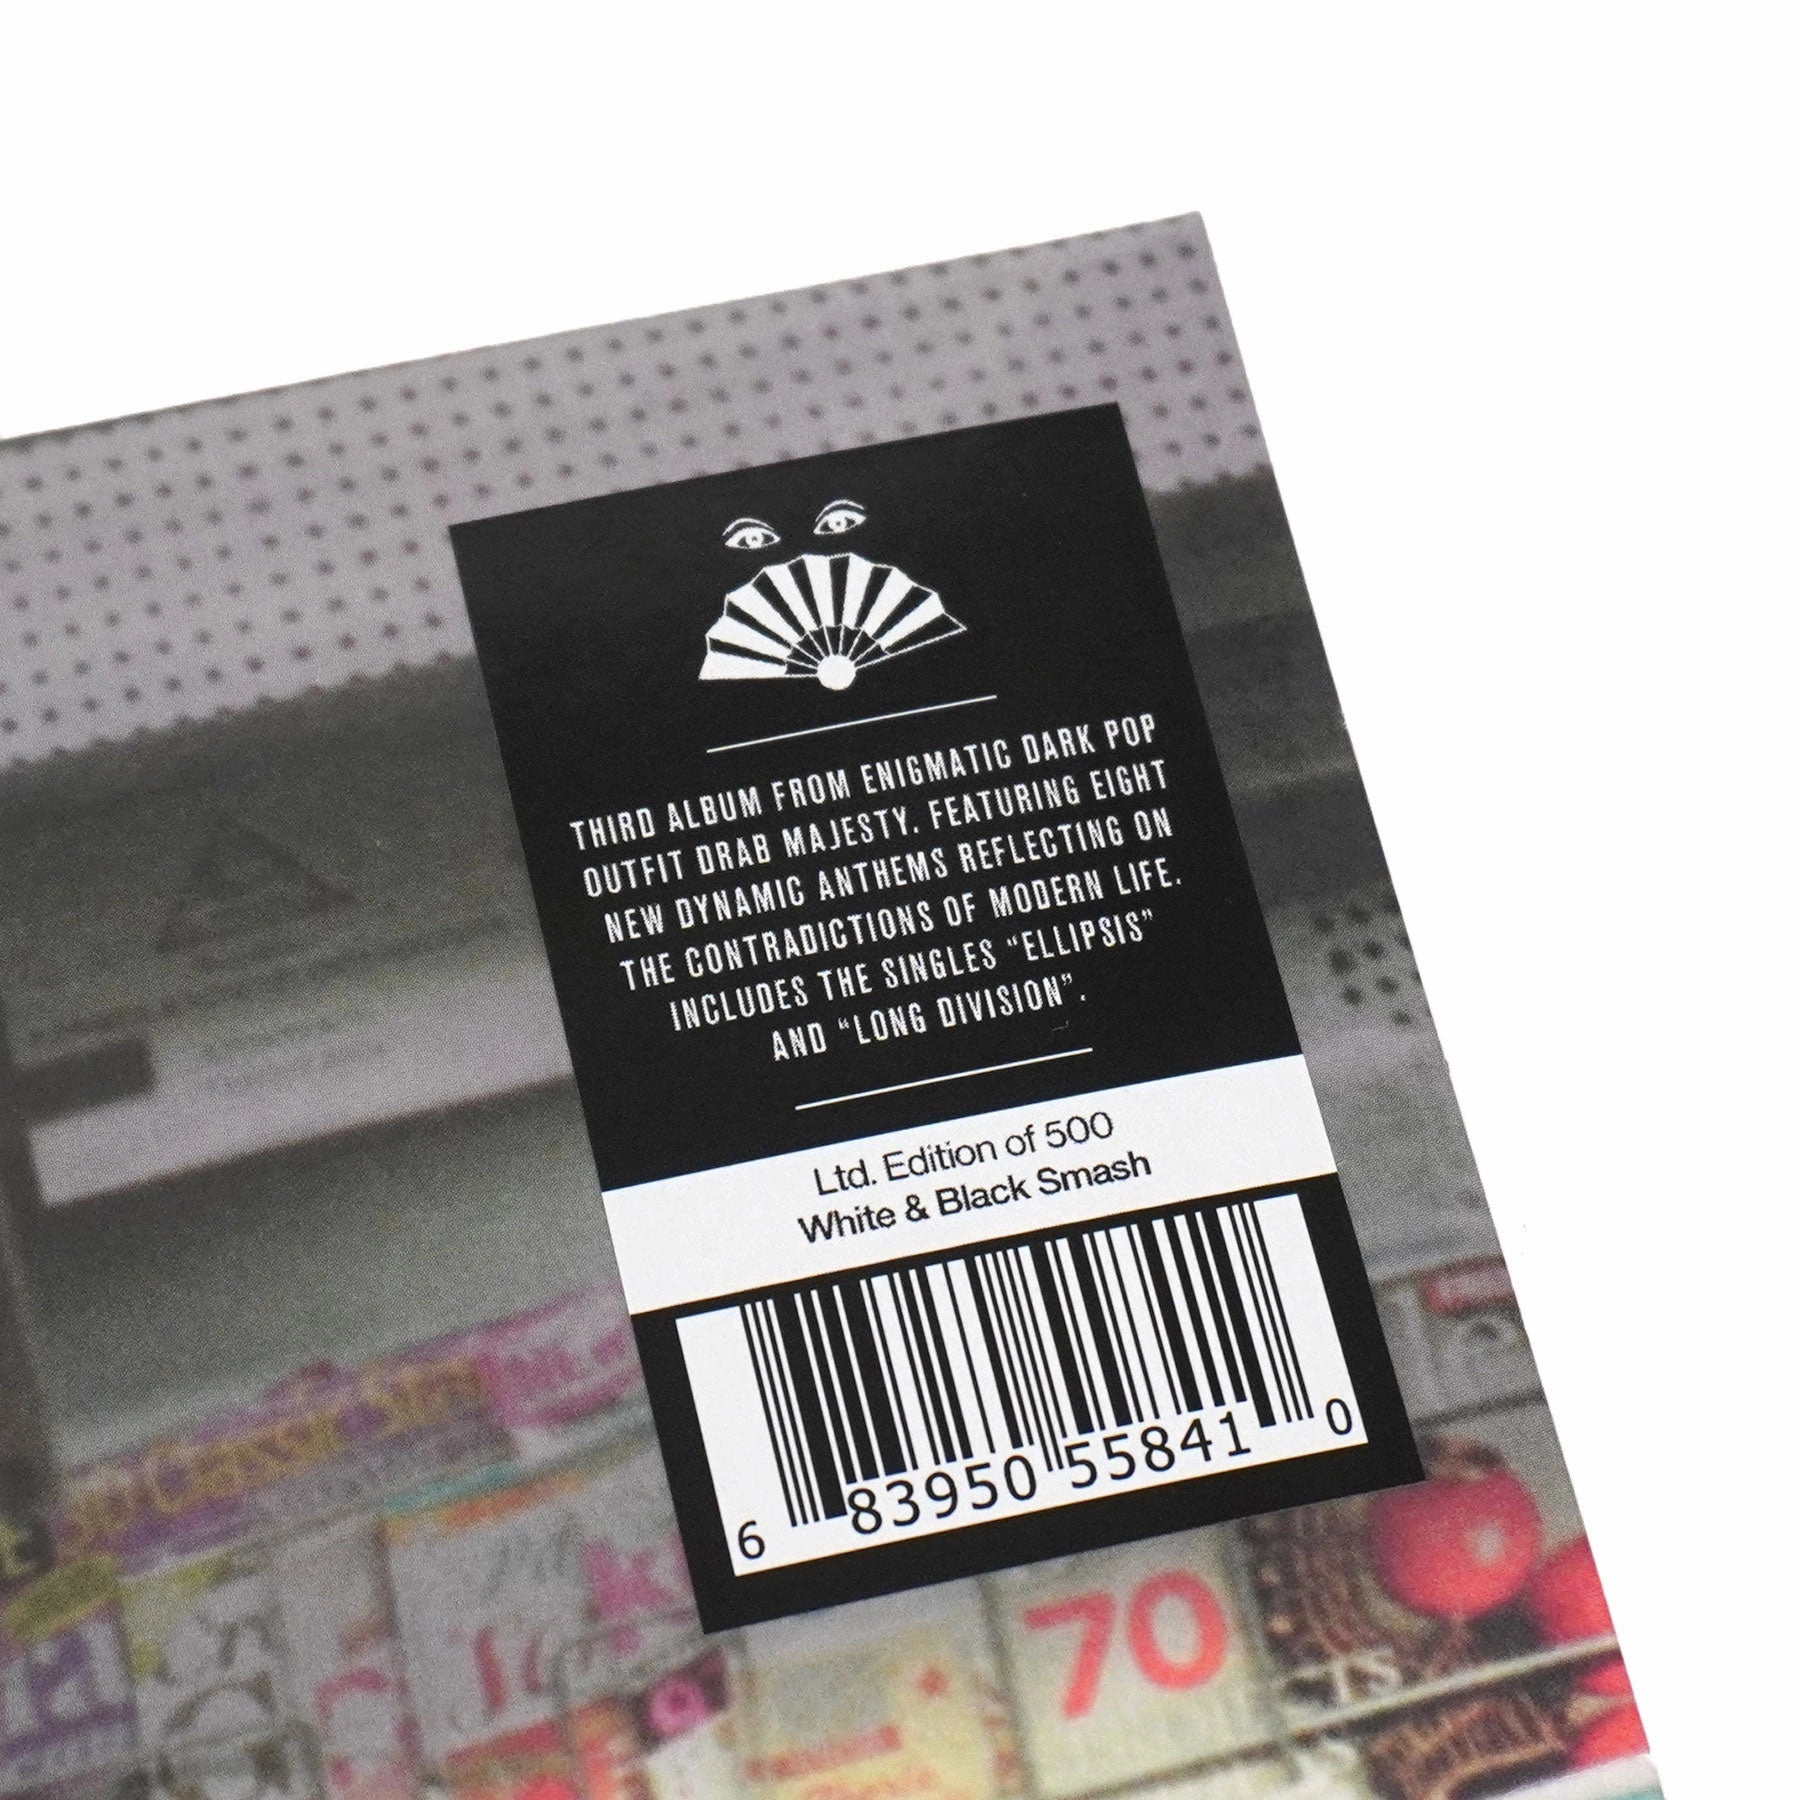 THIRD ALBUM FROM ENIGMATIC DARK POP
OUTFIT DRAB MAJESTY. FEATURING EIGHT
NEW DYNAMIC ANTHEMS REFLECTING ON
THE CONTRADICTIONS OF MODERN LIFE.
INCLUDES THE SINGLES “ELLIPSIS”
AND “LONG DIVISION”.
Ltd. Edition of 500
White & Black Smash
6 83950 55841 0
Classic
70